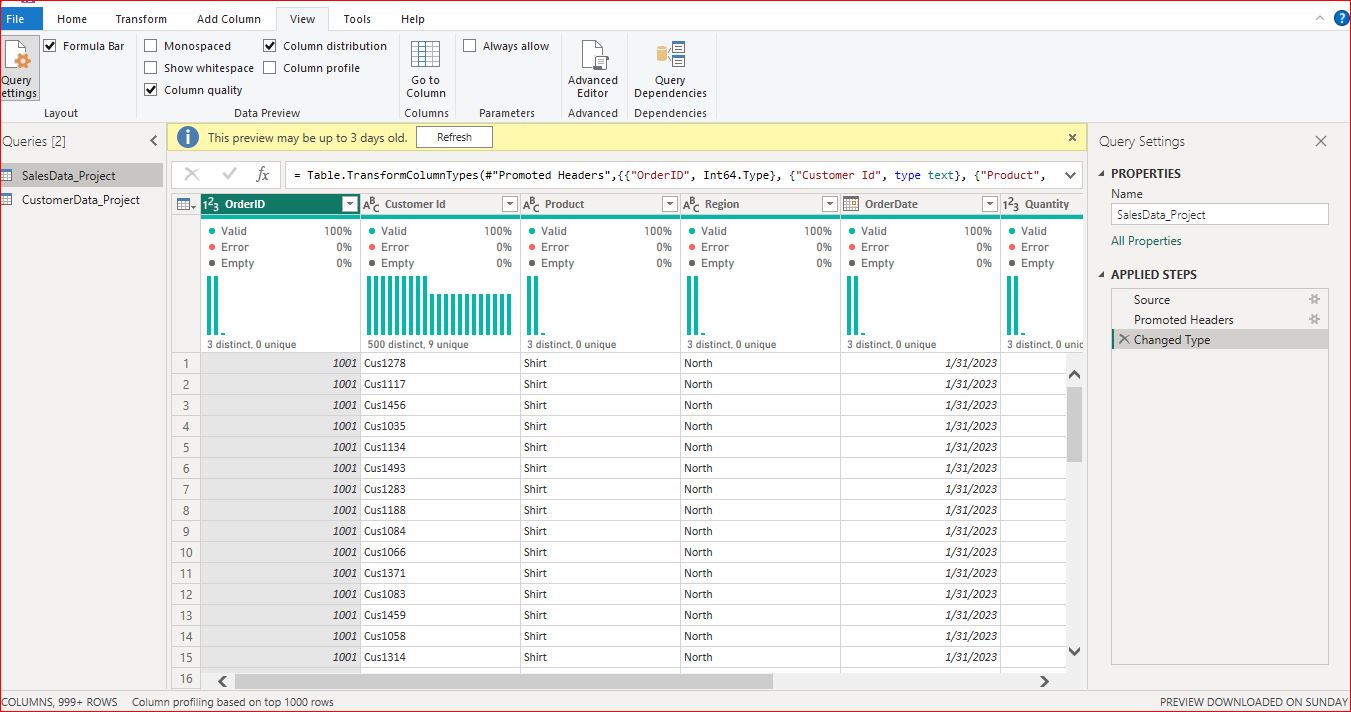 File Home Transform Add Column View Tools Help
Formula Bar Monospaced Column distribution Always allow
Show whitespace Column profile
Column quality
Query
ettings
Go to
Column
Advanced
Editor
Query
Dependencies
Layout Data Preview Columns Parameters Advanced Dependencies
Queries [2]
SalesData_Project
CustomerData_Project
This preview may be up to 3 days old. Refresh
fx = Table.TransformColumnTypes(#"Promoted Headers",{{"OrderID", Int64.Type}, {"Customer Id", type text}, {"Product",
123 OrderID ABC Customer Id ABC Product ABC Region OrderDate 123 Quantity
Valid 100% Valid 100% Valid 100% Valid 100% Valid 100% Valid
Error 0% Error 0% Error 0% Error 0% Error 0% Error
Empty 0% Empty 0% Empty 0% Empty 0% Empty 0% Empty
3 distinct, 0 unique 500 distinct, 9 unique 3 distinct, 0 unique 3 distinct, 0 unique 3 distinct, 0 unique 3 distinct, 0 uniqu
1 1001 Cus1278 Shirt North 1/31/2023
2 1001 Cus1117 Shirt North 1/31/2023
3 1001 Cus1456 Shirt North 1/31/2023
4 1001 Cus1035 Shirt North 1/31/2023
5 1001 Cus1134 Shirt North 1/31/2023
6 1001 Cus1493 Shirt North 1/31/2023
7 1001 Cus1283 Shirt North 1/31/2023
8 1001 Cus1188 Shirt North 1/31/2023
9 1001 Cus1084 Shirt North 1/31/2023
10 1001 Cus1066 Shirt North 1/31/2023
11 1001 Cus1371 Shirt North 1/31/2023
12 1001 Cus1083 Shirt North 1/31/2023
13 1001 Cus1459 Shirt North 1/31/2023
14 1001 Cus1058 Shirt North 1/31/2023
15 1001 Cus1314 Shirt North 1/31/2023
16
Query Settings
PROPERTIES
Name
SalesData_Project
All Properties
APPLIED STEPS
Source
Promoted Headers
Changed Type
COLUMNS, 999+ ROWS Column profiling based on top 1000 rows PREVIEW DOWNLOADED ON SUNDAY